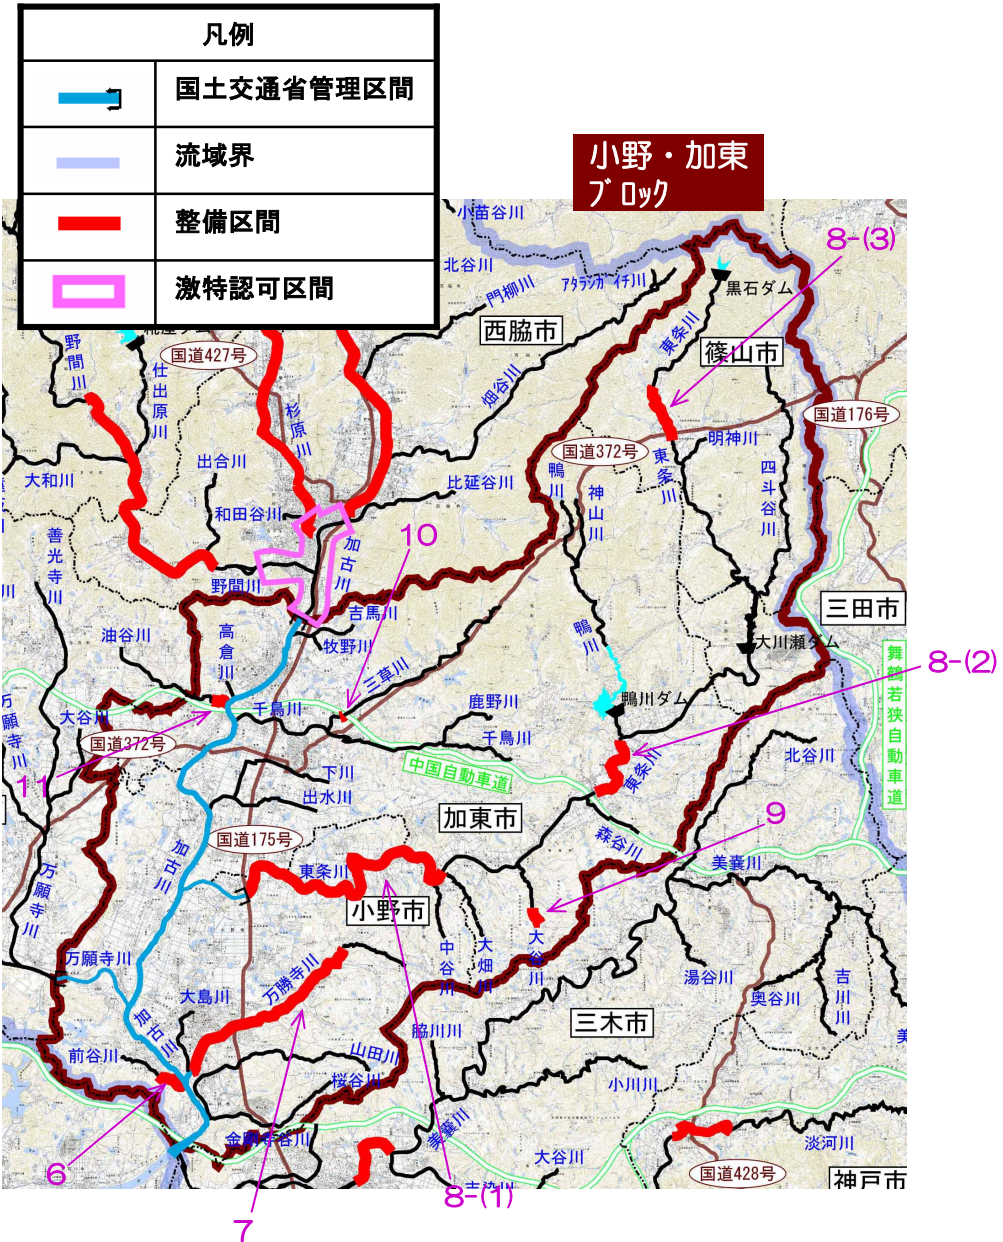 凡例
国土交通省管理区間
流域界
整備区間
激特認可区間
小野・加東
ブロック
小苗谷川
8-(3)
北谷川
門柳川
ｱﾀﾗｼｶﾞｲﾁ川
黒石ダム
西脇市
東条川
篠山市
野間川
国道427号
仕出原川
畑谷川
杉原川
国道176号
国道372号
明神川
出合川
大和川
鴨川
東条川
四斗谷川
比延谷川
神山川
和田谷川
10
善光寺川
加古川
野間川
吉馬川
三田市
油谷川
高倉川
牧野川
鴨川
大川瀬ダム
舞鶴若狭自動車道
8-(2)
三草川
万願寺川
大谷川
千鳥川
鹿野川
鴨川ダム
国道372号
千鳥川
北谷川
11
下川
中国自動車道
東条川
出水川
加東市
9
国道175号
森谷川
加古川
東条川
美嚢川
万願寺川
小野市
中谷川
大畑川
大谷川
万願寺川
湯谷川
奥谷川
吉川川
大島川
万勝寺川
加古川
脇川川
三木市
前谷川
山田川
桜谷川
小川川
金剛寺谷川
美嚢川
大谷川
淡河川
6
国道428号
神戸市
8-(1)
7